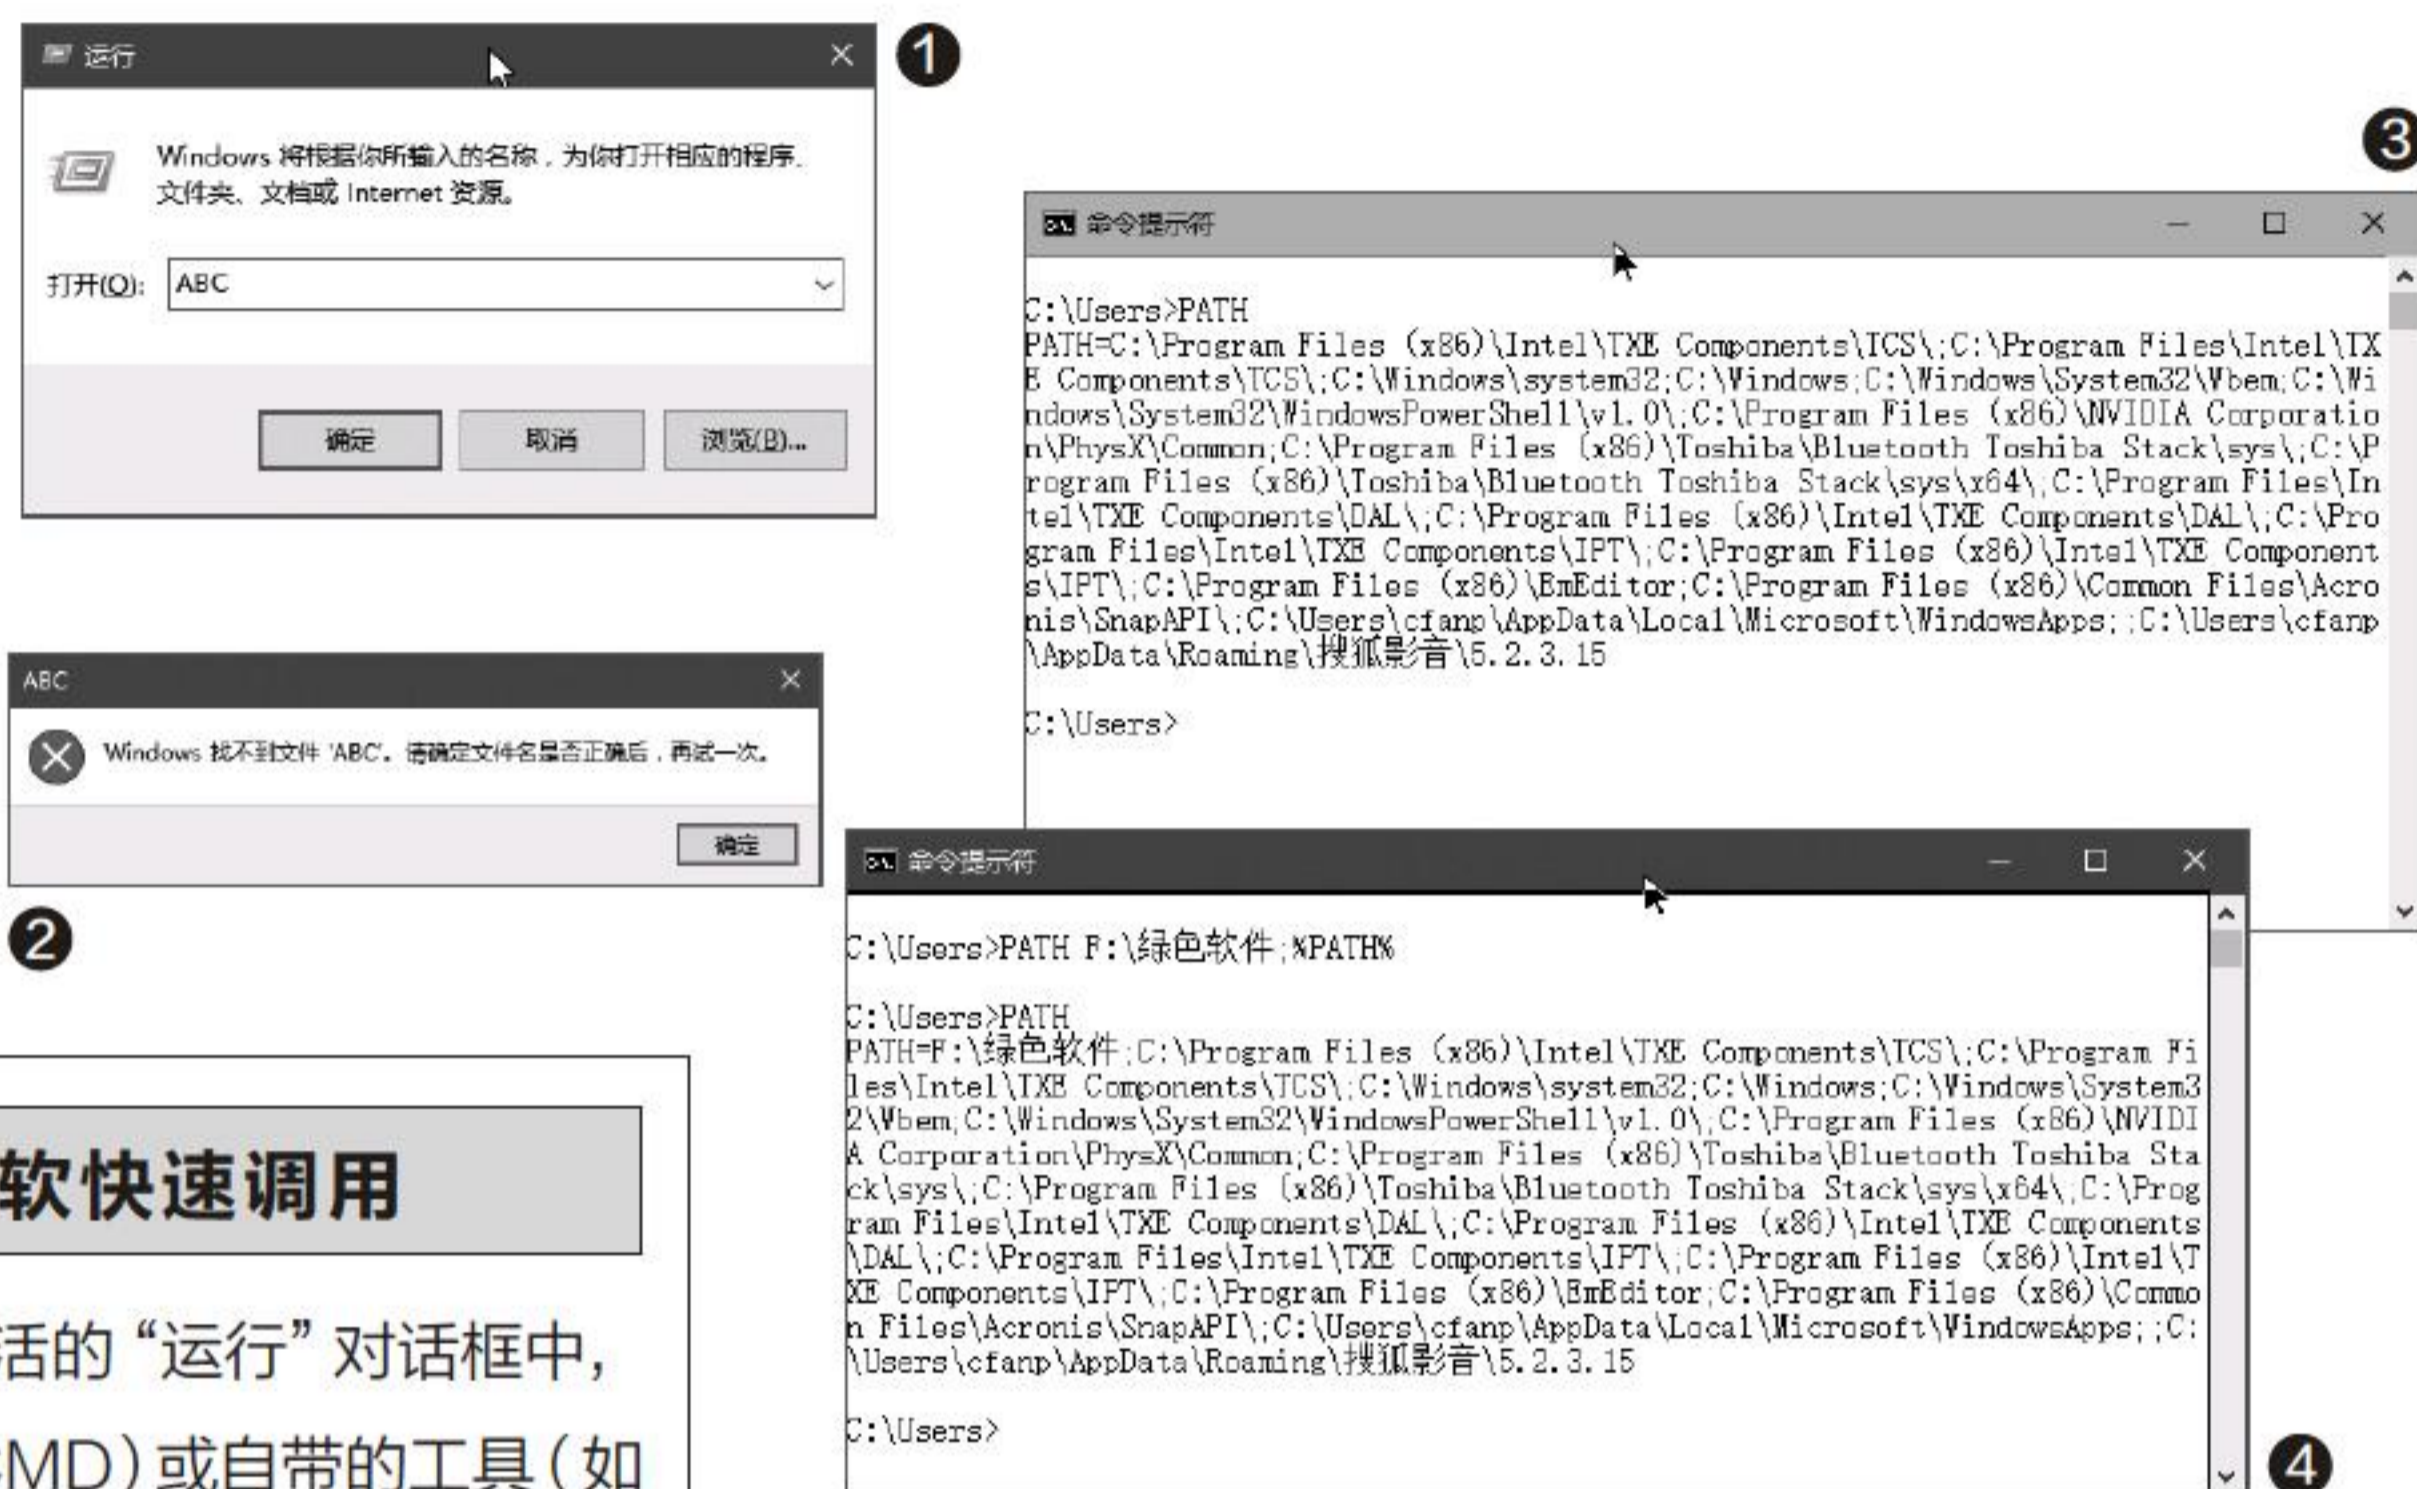 运行
❶
Windows 将根据你所输入的名称，为你打开相应的程序、
文件夹、文档或 Internet 资源。
打开(O):
ABC
确定
取消
浏览(B)...
ABC
Windows 找不到文件 'ABC'。请确定文件名是否正确后，再试一次。
确定
❷
❸
命令提示符
C:\Users>PATH
PATH=C:\Program Files (x86)\Intel\TXE Components\TCS\;C:\Program Files\Intel\TX
E Components\TCS\;C:\Windows\system32;C:\Windows;C:\Windows\System32\Wbem;C:\Wi
ndows\System32\WindowsPowerShell\v1.0\;C:\Program Files (x86)\NVIDIA Corporatio
n\PhysX\Common;C:\Program Files (x86)\Toshiba\Bluetooth Toshiba Stack\sys\;C:\P
rogram Files (x86)\Toshiba\Bluetooth Toshiba Stack\sys\x64\;C:\Program Files\In
tel\TXE Components\DAL\;C:\Program Files (x86)\Intel\TXE Components\DAL\;C:\Pro
gram Files\Intel\TXE Components\IPT\;C:\Program Files (x86)\Intel\TXE Component
s\IPT\;C:\Program Files (x86)\EmEditor;C:\Program Files (x86)\Common Files\Acro
nis\SnapAPI\;C:\Users\cfanp\AppData\Local\Microsoft\WindowsApps;;C:\Users\cfanp
\AppData\Roaming\搜狐影音\5.2.3.15
C:\Users>
命令提示符
C:\Users>PATH F:\绿色软件;%PATH%
C:\Users>PATH
PATH=F:\绿色软件;C:\Program Files (x86)\Intel\TXE Components\TCS\;C:\Program Fi
les\Intel\TXE Components\TCS\;C:\Windows\system32;C:\Windows;C:\Windows\System3
2\Wbem;C:\Windows\System32\WindowsPowerShell\v1.0\;C:\Program Files (x86)\NVIDI
A Corporation\PhysX\Common;C:\Program Files (x86)\Toshiba\Bluetooth Toshiba Sta
ck\sys\;C:\Program Files (x86)\Toshiba\Bluetooth Toshiba Stack\sys\x64\;C:\Prog
ram Files\Intel\TXE Components\DAL\;C:\Program Files (x86)\Intel\TXE Components
\DAL\;C:\Program Files\Intel\TXE Components\IPT\;C:\Program Files (x86)\Intel\T
XE Components\IPT\;C:\Program Files (x86)\EmEditor;C:\Program Files (x86)\Commo
n Files\Acronis\SnapAPI\;C:\Users\cfanp\AppData\Local\Microsoft\WindowsApps;;C:
\Users\cfanp\AppData\Roaming\搜狐影音\5.2.3.15
C:\Users>
❹
软快速调用
活的“运行”对话框中，
MD）或自带的工具（如